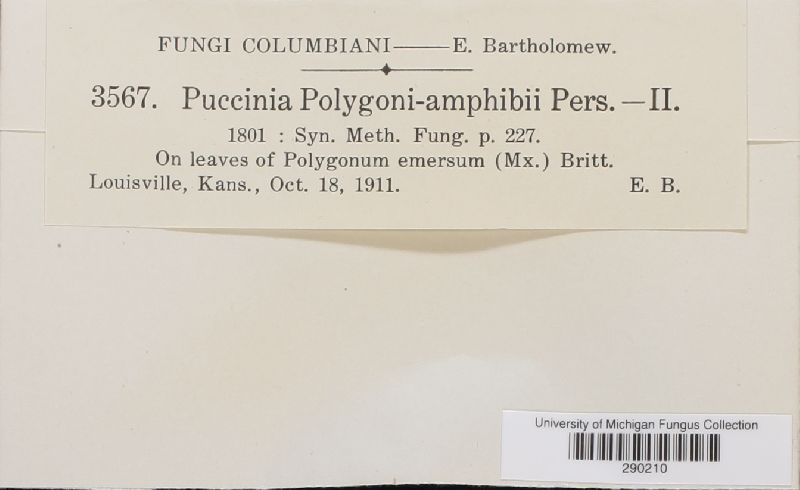 FUNGI COLUMBIANI——E. Bartholomew.
3567. Puccinia Polygoni-amphibii Pers.—II.
1801 : Syn. Meth. Fung. p. 227.
On leaves of Polygonum emersum (Mx.) Britt.
Louisville, Kans., Oct. 18, 1911. E. B.
University of Michigan Fungus Collection
290210